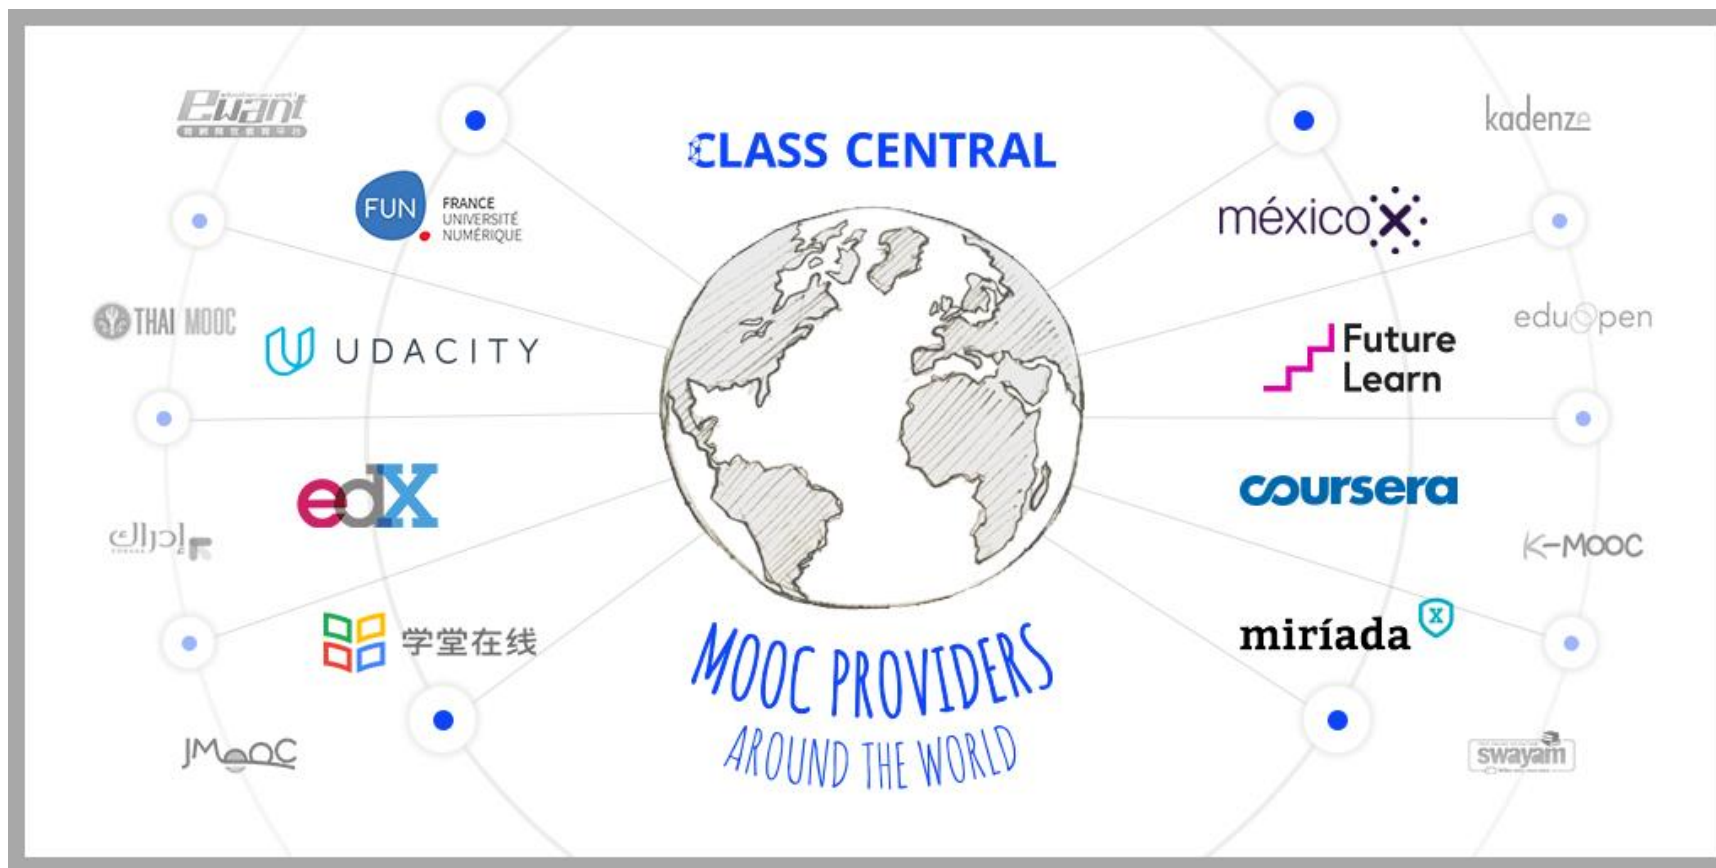 ewant
CLASS CENTRAL
kadenze
FUN
FRANCE
UNIVERSITÉ
NUMÉRIQUE
méxicoX
THAI MOOC
UDACITY
Future
Learn
eduOpen
edX
coursera
إدراك
K-MOOC
学堂在线
miríada X
MOOC PROVIDERS
AROUND THE WORLD
JMOOC
swayam